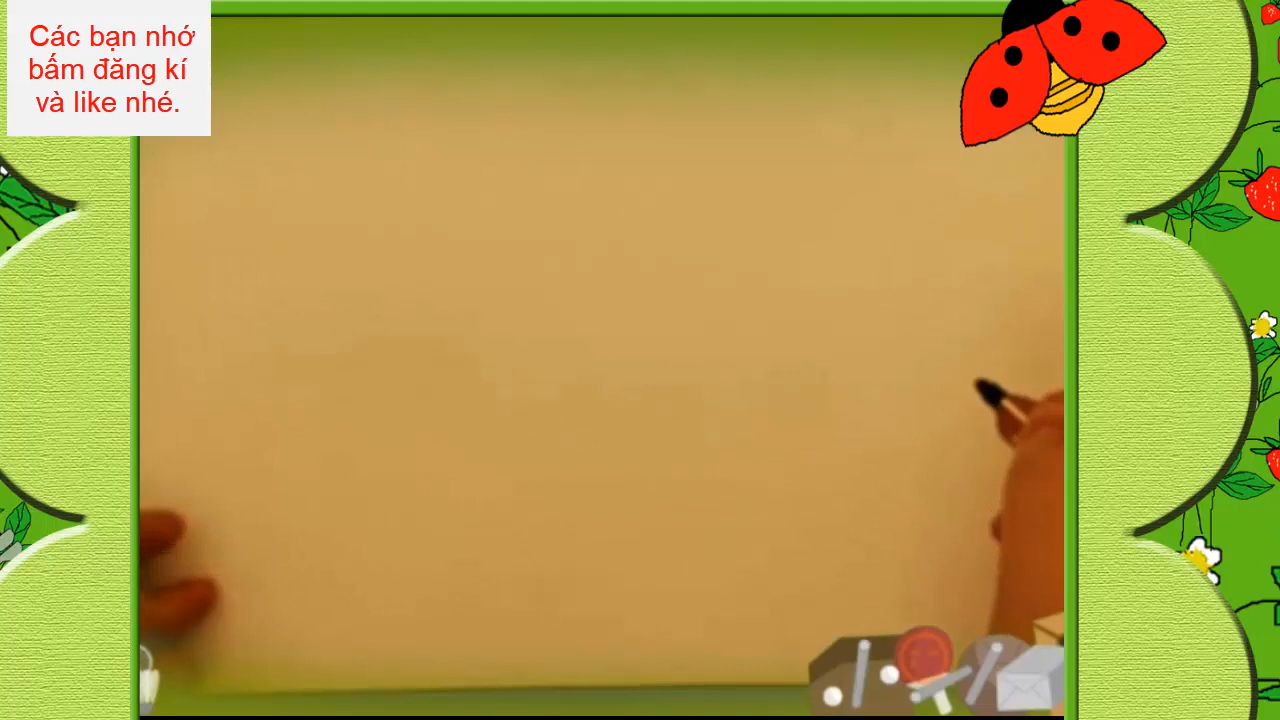 Các bạn nhớ
bấm đăng kí
và like nhé.